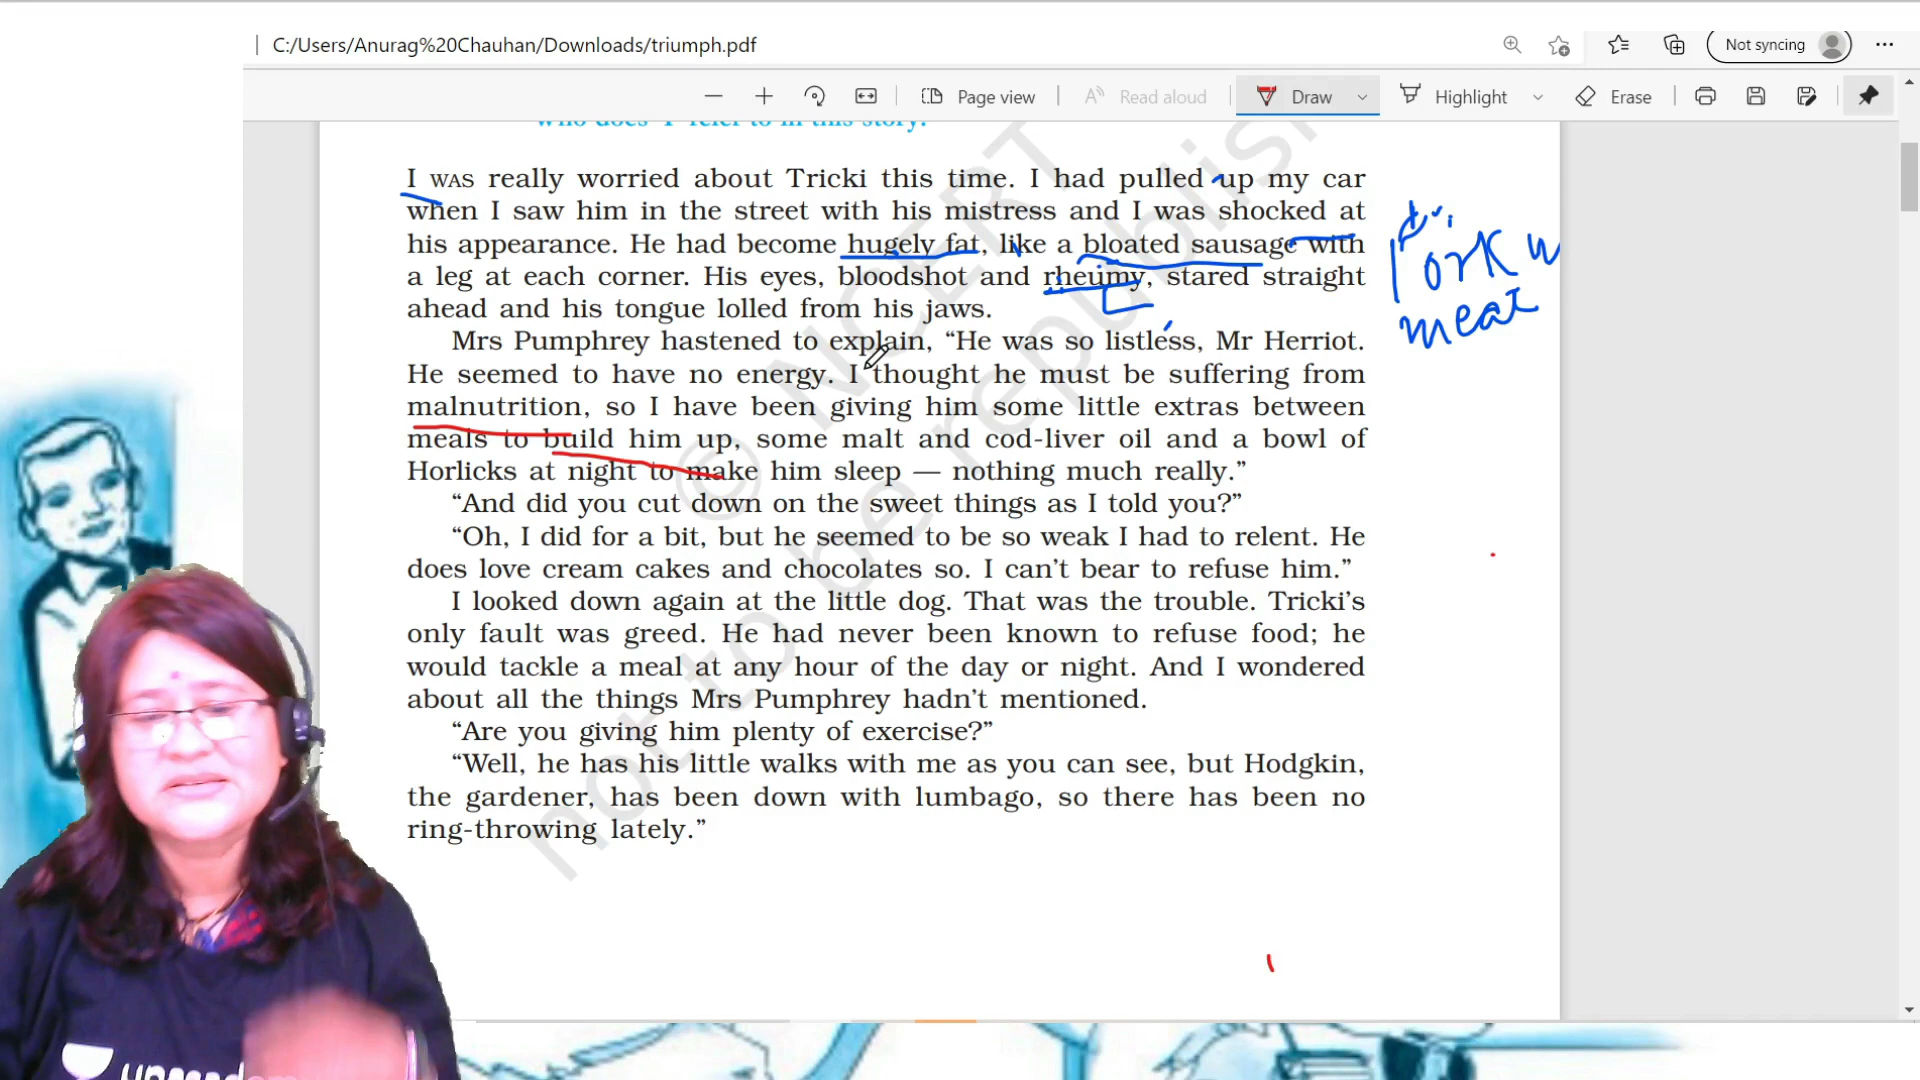 C:/Users/Anurag%20Chauhan/Downloads/triumph.pdf
Not syncing
Page view
Read aloud
Draw
Highlight
Erase
who does ‘I’ refer to in this story?
I WAS really worried about Tricki this time. I had pulled up my car
when I saw him in the street with his mistress and I was shocked at
his appearance. He had become hugely fat, like a bloated sausage with
a leg at each corner. His eyes, bloodshot and rheumy, stared straight
ahead and his tongue lolled from his jaws.
Mrs Pumphrey hastened to explain, “He was so listless, Mr Herriot.
He seemed to have no energy. I thought he must be suffering from
malnutrition, so I have been giving him some little extras between
meals to build him up, some malt and cod-liver oil and a bowl of
Horlicks at night to make him sleep — nothing much really.”
“And did you cut down on the sweet things as I told you?”
“Oh, I did for a bit, but he seemed to be so weak I had to relent. He
does love cream cakes and chocolates so. I can’t bear to refuse him.”
I looked down again at the little dog. That was the trouble. Tricki’s
only fault was greed. He had never been known to refuse food; he
would tackle a meal at any hour of the day or night. And I wondered
about all the things Mrs Pumphrey hadn’t mentioned.
“Are you giving him plenty of exercise?”
“Well, he has his little walks with me as you can see, but Hodgkin,
the gardener, has been down with lumbago, so there has been no
ring-throwing lately.”
Pork
meat
© NCERT
not to be republish